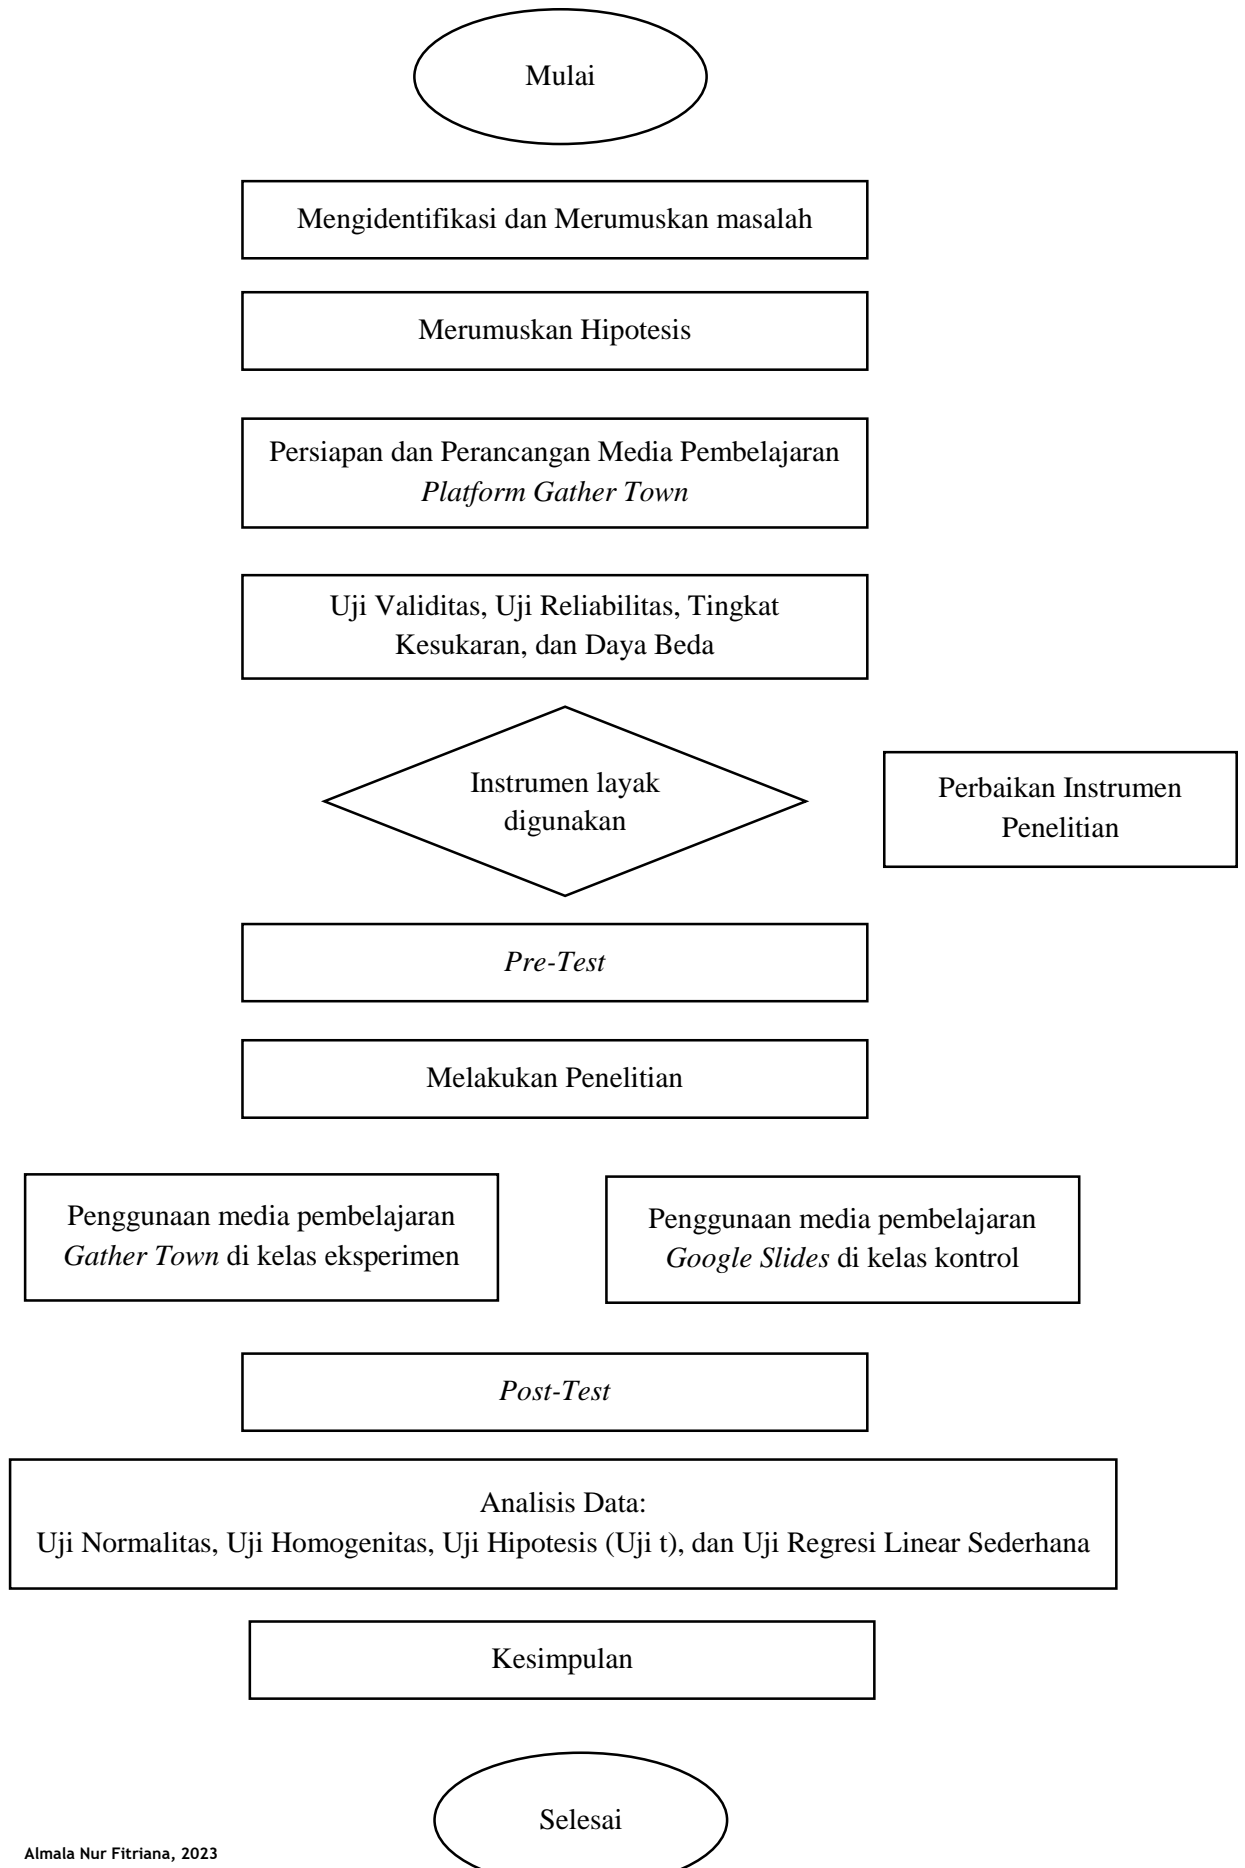 Mulai
Mengidentifikasi dan Merumuskan masalah
Merumuskan Hipotesis
Persiapan dan Perancangan Media Pembelajaran
Platform Gather Town
Uji Validitas, Uji Reliabilitas, Tingkat
Kesukaran, dan Daya Beda
Instrumen layak
digunakan
Perbaikan Instrumen
Penelitian
Pre-Test
Melakukan Penelitian
Penggunaan media pembelajaran
Gather Town di kelas eksperimen
Penggunaan media pembelajaran
Google Slides di kelas kontrol
Post-Test
Analisis Data:
Uji Normalitas, Uji Homogenitas, Uji Hipotesis (Uji t), dan Uji Regresi Linear Sederhana
Kesimpulan
Selesai
Almala Nur Fitriana, 2023